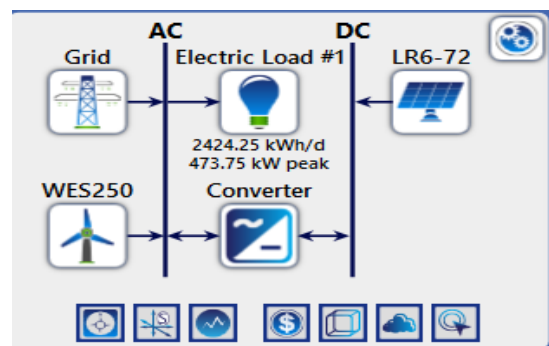 AC
DC
Grid
Electric Load #1
LR6-72
2424.25 kWh/d
473.75 kW peak
WES250
Converter
S
$